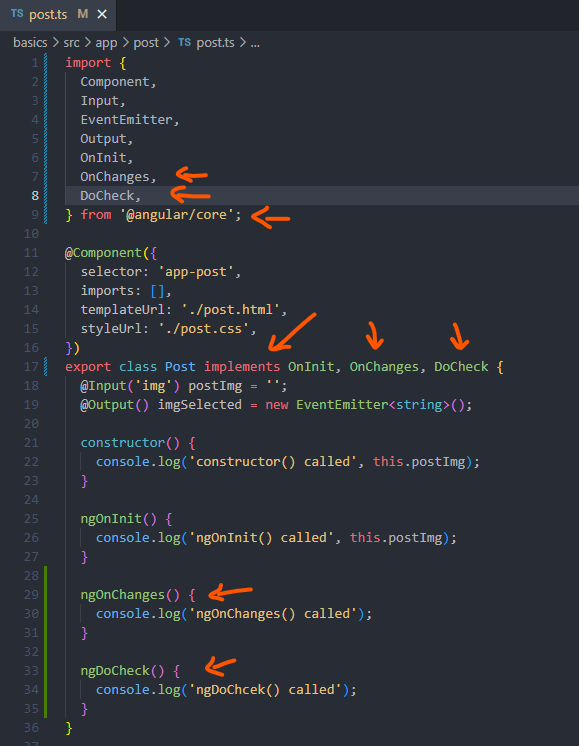 TS post.ts M ×
basics > src > app > post > TS post.ts > ...
1 import {
2 Component,
3 Input,
4 EventEmitter,
5 Output,
6 OnInit,
7 OnChanges,
8 DoCheck,
9 } from '@angular/core';
10
11 @Component({
12 selector: 'app-post',
13 imports: [],
14 templateUrl: './post.html',
15 styleUrl: './post.css',
16 })
17 export class Post implements OnInit, OnChanges, DoCheck {
18 @Input('img') postImg = '';
19 @Output() imgSelected = new EventEmitter<string>();
20
21 constructor() {
22 console.log('constructor() called', this.postImg);
23 }
24
25 ngOnInit() {
26 console.log('ngOnInit() called', this.postImg);
27 }
28
29 ngOnChanges() {
30 console.log('ngOnChanges() called');
31 }
32
33 ngDoCheck() {
34 console.log('ngDoChcek() called');
35 }
36 }